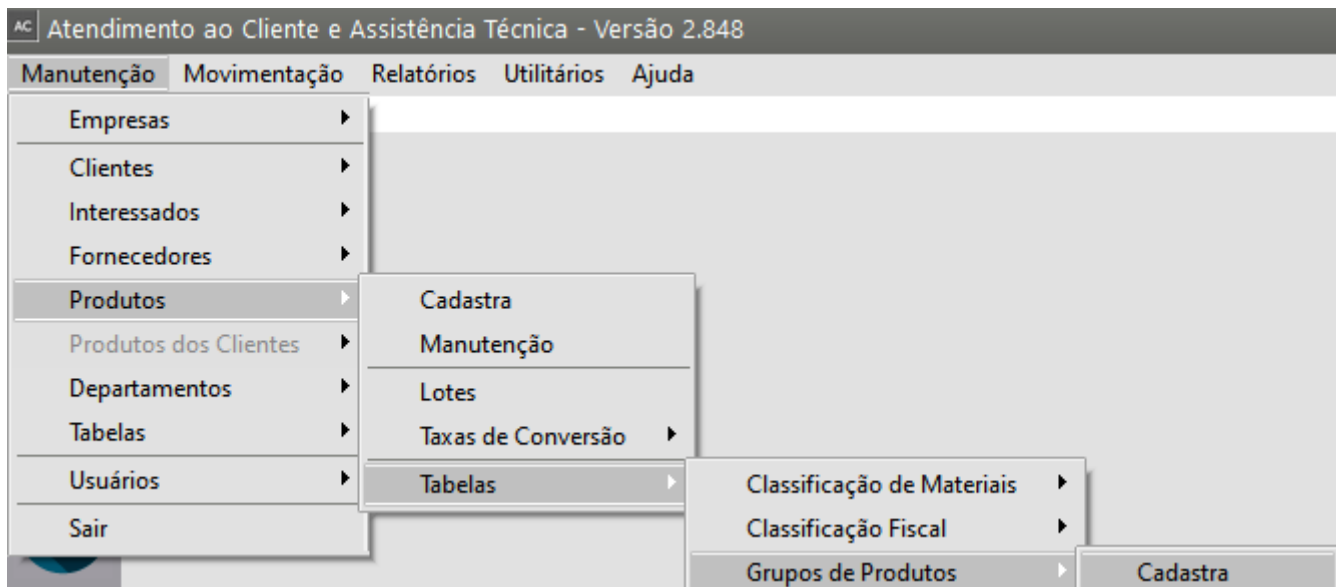 AC Atendimento ao Cliente e Assistência Técnica - Versão 2.848
Manutenção Movimentação Relatórios Utilitários Ajuda
Empresas
Clientes
Interessados
Fornecedores
Produtos
Produtos dos Clientes
Departamentos
Tabelas
Usuários
Sair
Cadastra
Manutenção
Lotes
Taxas de Conversão
Tabelas
Classificação de Materiais
Classificação Fiscal
Grupos de Produtos
Cadastra